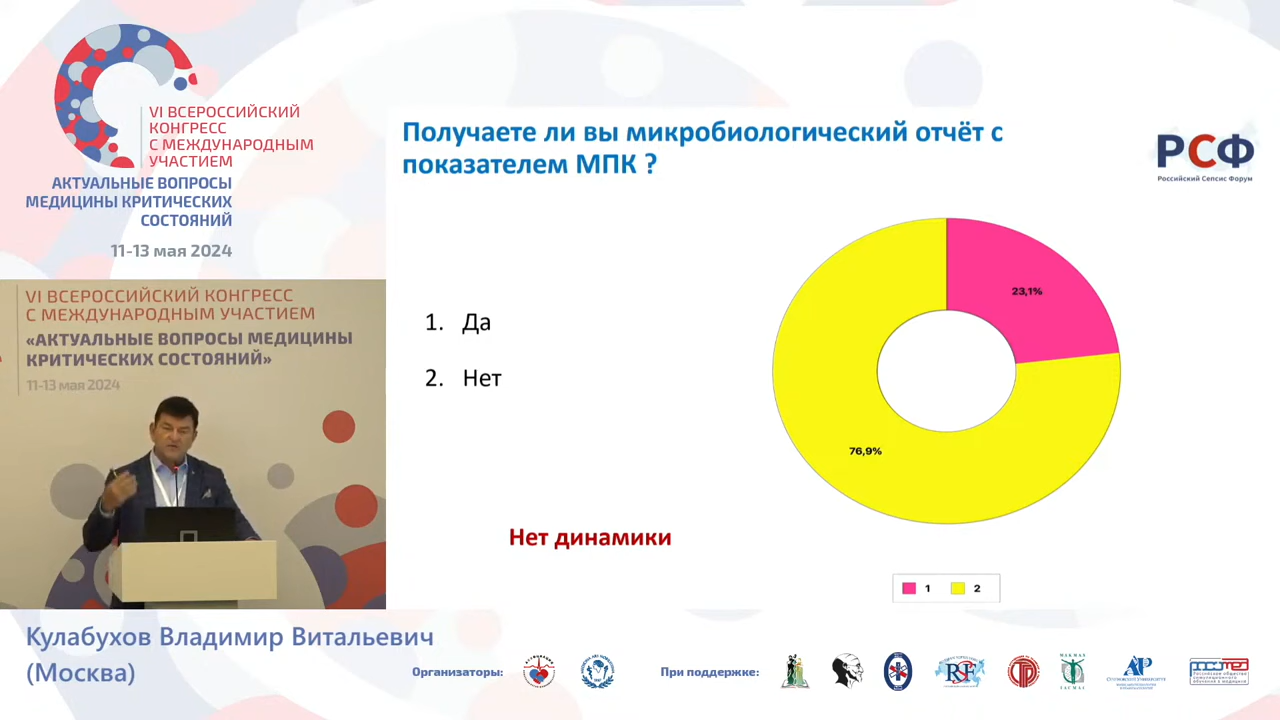 VI ВСЕРОССИЙСКИЙ
КОНГРЕСС
С МЕЖДУНАРОДНЫМ
УЧАСТИЕМ
АКТУАЛЬНЫЕ ВОПРОСЫ
МЕДИЦИНЫ КРИТИЧЕСКИХ
СОСТОЯНИЙ
11-13 мая 2024
Получаете ли вы микробиологический отчёт с
показателем МПК ?
РСФ
Российский Сепсис Форум
1. Да
2. Нет
23,1%
76,9%
Нет динамики
1 2
VI ВСЕРОССИЙСКИЙ КОНГРЕСС
С МЕЖДУНАРОДНЫМ УЧАСТИЕМ
«АКТУАЛЬНЫЕ ВОПРОСЫ МЕДИЦИНЫ
КРИТИЧЕСКИХ СОСТОЯНИЙ»
11-13 мая 2024
Кулабухов Владимир Витальевич
(Москва)
Организаторы:
При поддержке: